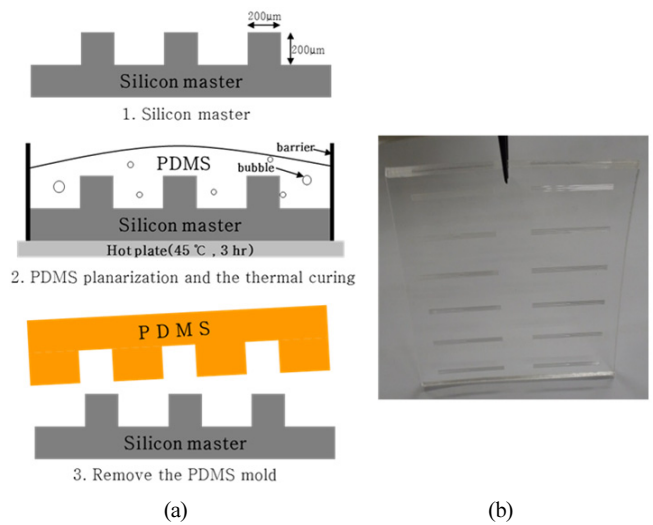 200μm
200μm
Silicon master
1. Silicon master
barrier
PDMS
bubble
Silicon master
Hot plate(45 ℃ , 3 hr)
2. PDMS planarization and the thermal curing
P D M S
Silicon master
3. Remove the PDMS mold
(a)
(b)